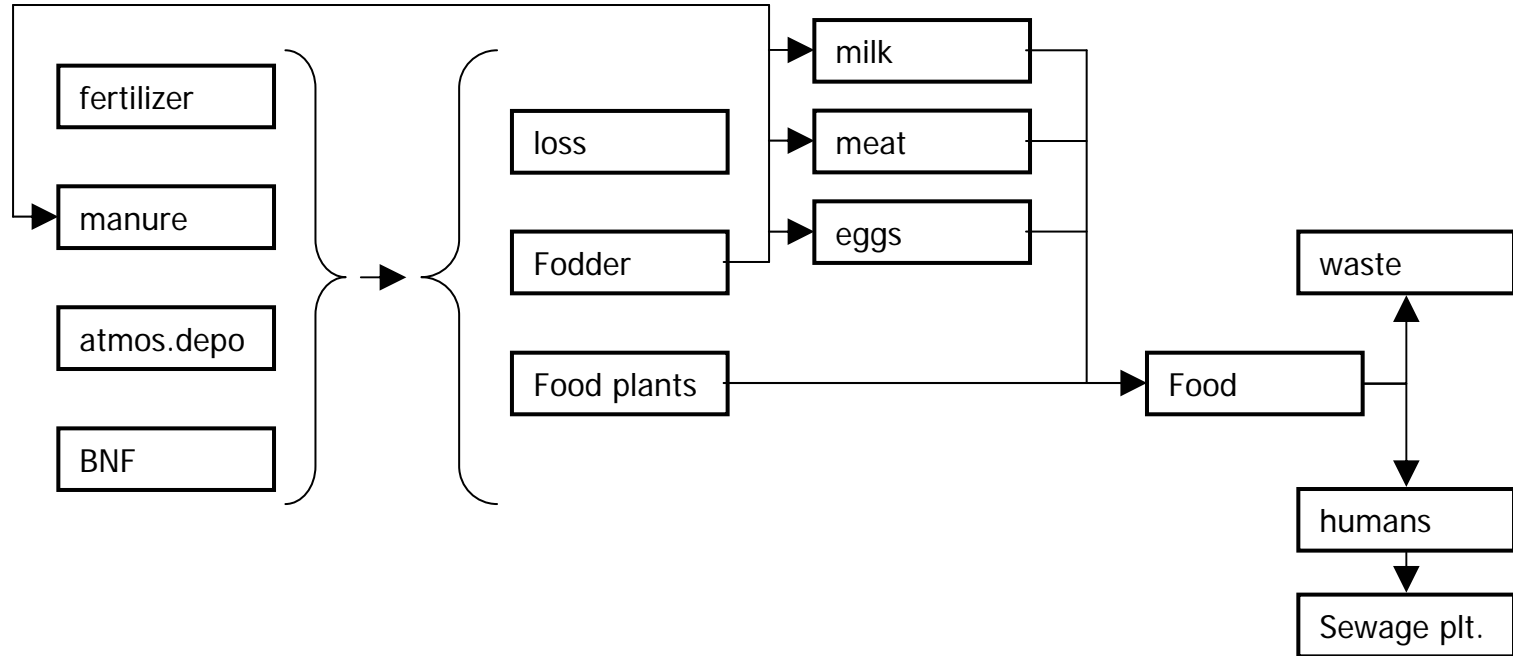 fertilizer
manure
atmos.depo
BNF
loss
Fodder
Food plants
milk
meat
eggs
Food
waste
humans
Sewage plt.